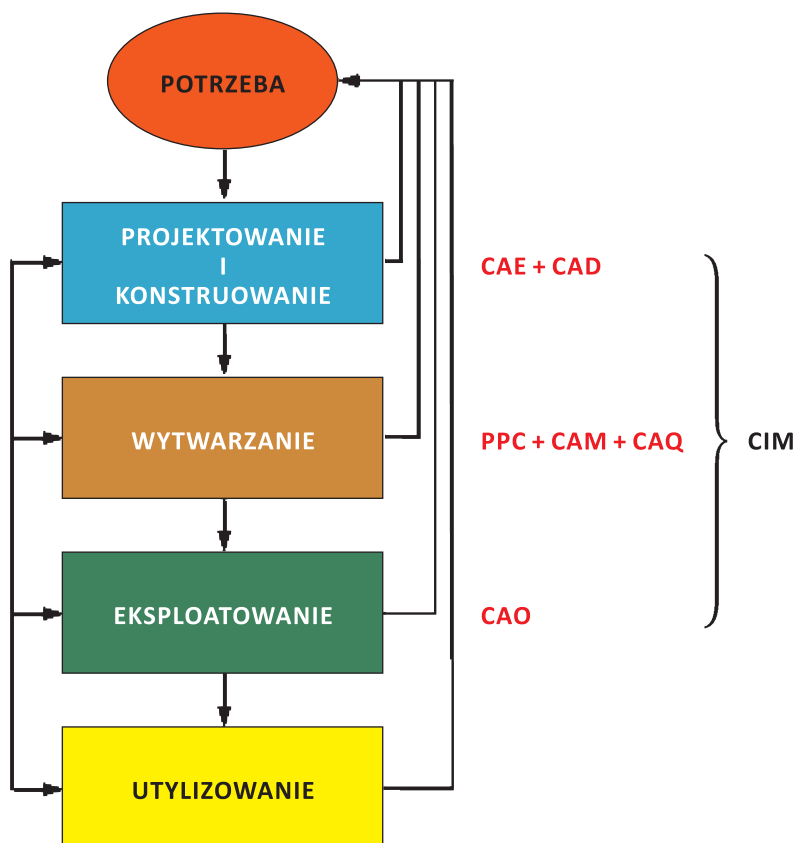 POTRZEBA
PROJEKTOWANIE
I
KONSTRUOWANIE
CAE + CAD
WYTWARZANIE
PPC + CAM + CAQ
CIM
EKSPLOATOWANIE
CAO
UTYLIZOWANIE